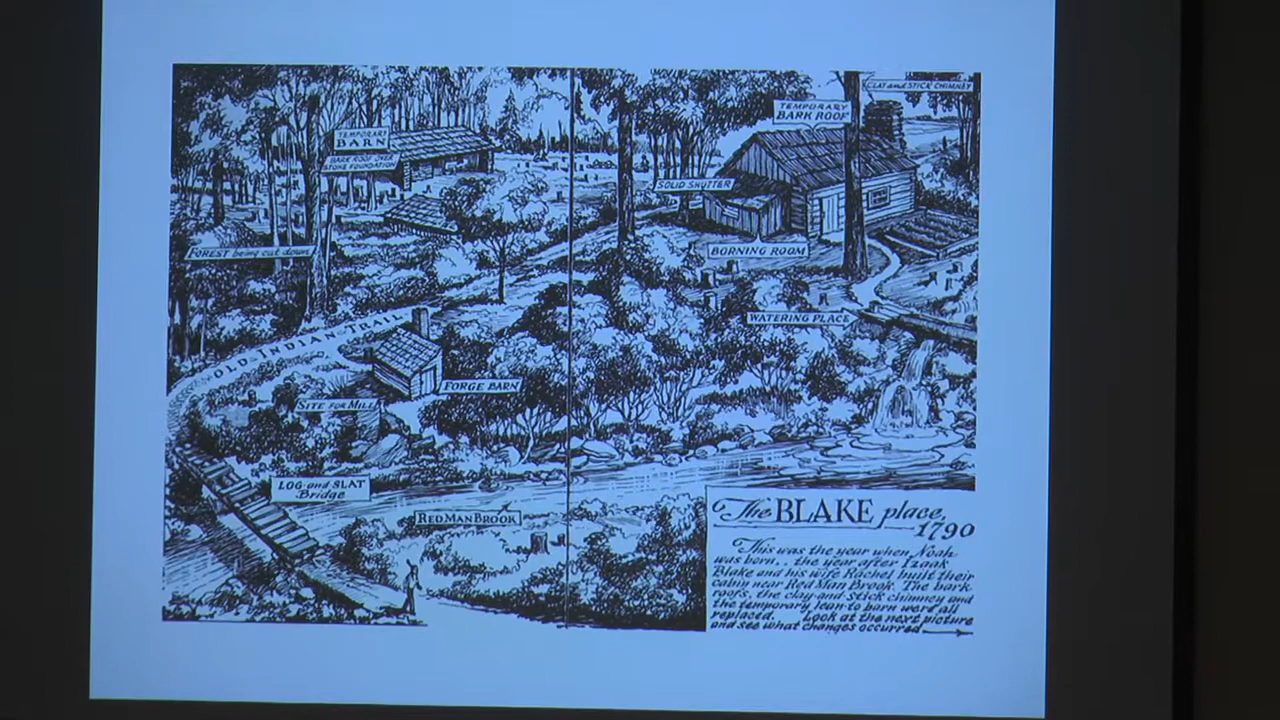 CLAY and STICK CHIMNEY
TEMPORARY
BARK ROOF
TEMPORARY
BARN
BARK ROOF OVER
STONE FOUNDATION
SOLID SHUTTER
FOREST being cut down
BORNING ROOM
WATERING PLACE
OLD INDIAN TRAIL
FORGE BARN
SITE FOR MILL
LOG and SLAT
Bridge
RED MAN BROOK
The BLAKE place,
1790
This was the year when Noah
was born.. the year after Izaak
Blake and his wife Rachel built their
cabin near Red Man Brook. The bark
roofs, the clay and stick chimney and
the temporary lean-to barn were all
replaced. Look at the next picture
and see what changes occurred